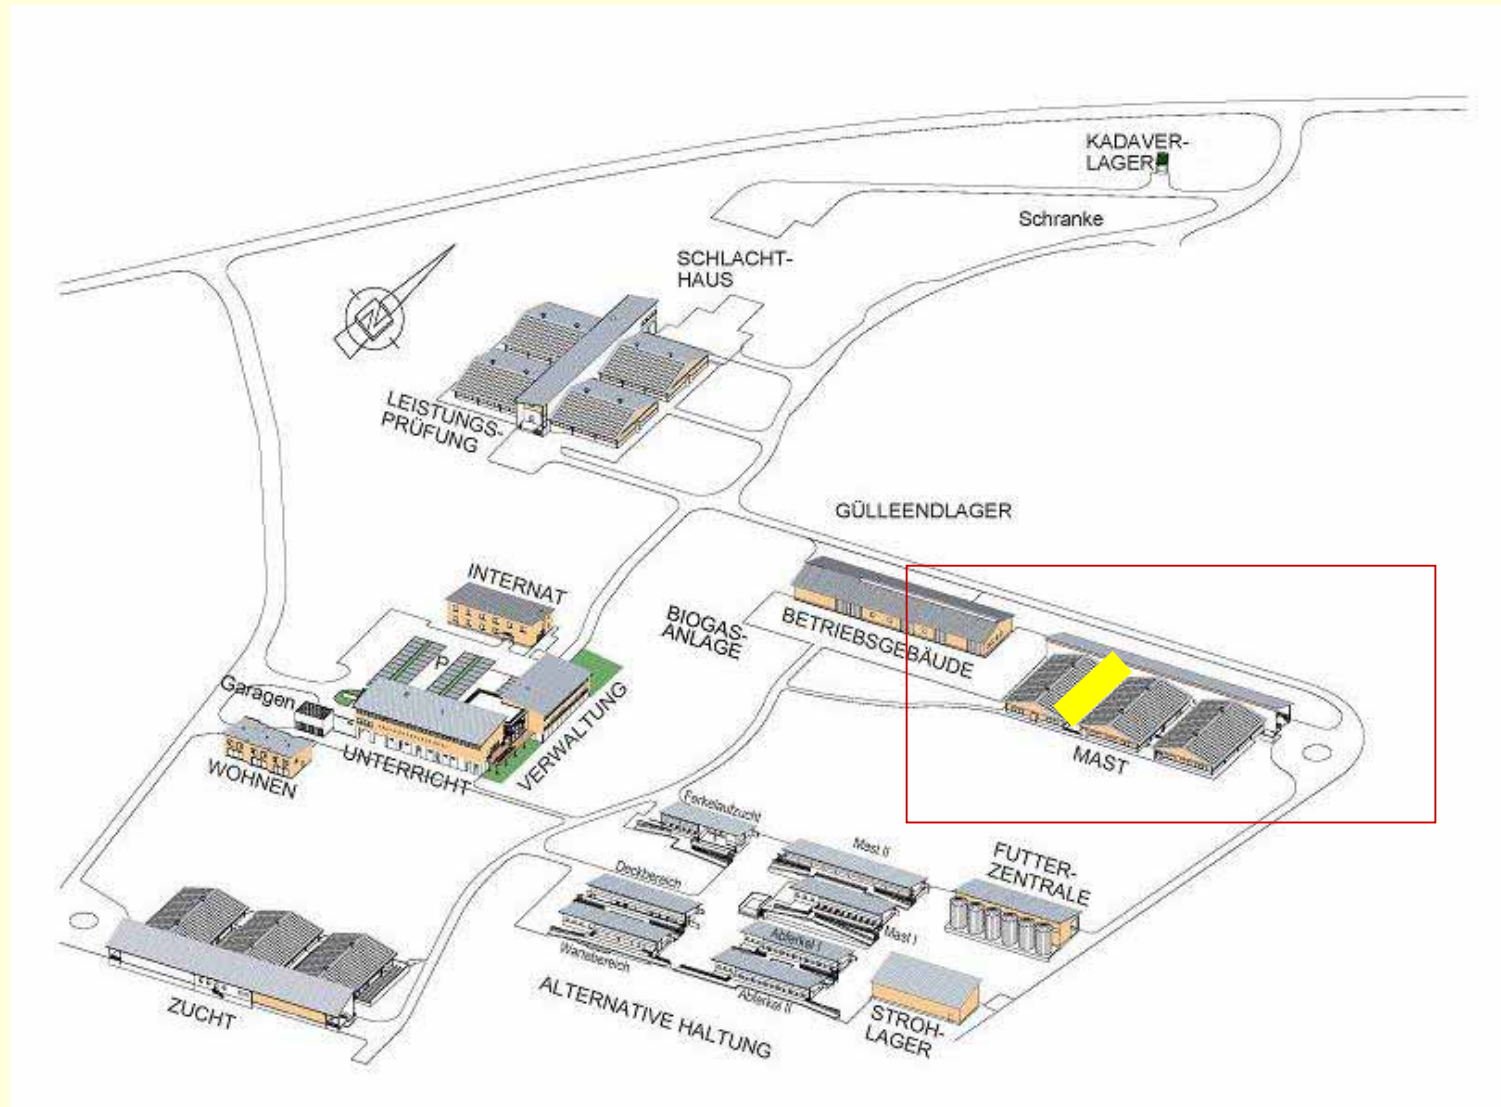 KADAVER-
LAGER
Schranke
SCHLACHT-
HAUS
N
LEISTUNGS-
PRÜFUNG
GÜLLEENDLAGER
INTERNAT
BIOGAS-
ANLAGE
BETRIEBSGEBÄUDE
P
Garagen
VERWALTUNG
UNTERRICHT
WOHNEN
MAST
Ferkelaufzucht
Mast II
FUTTER-
ZENTRALE
Deckbereich
Mast I
Abferkel I
Wartebereich
Abferkel II
ALTERNATIVE HALTUNG
STROH-
LAGER
ZUCHT